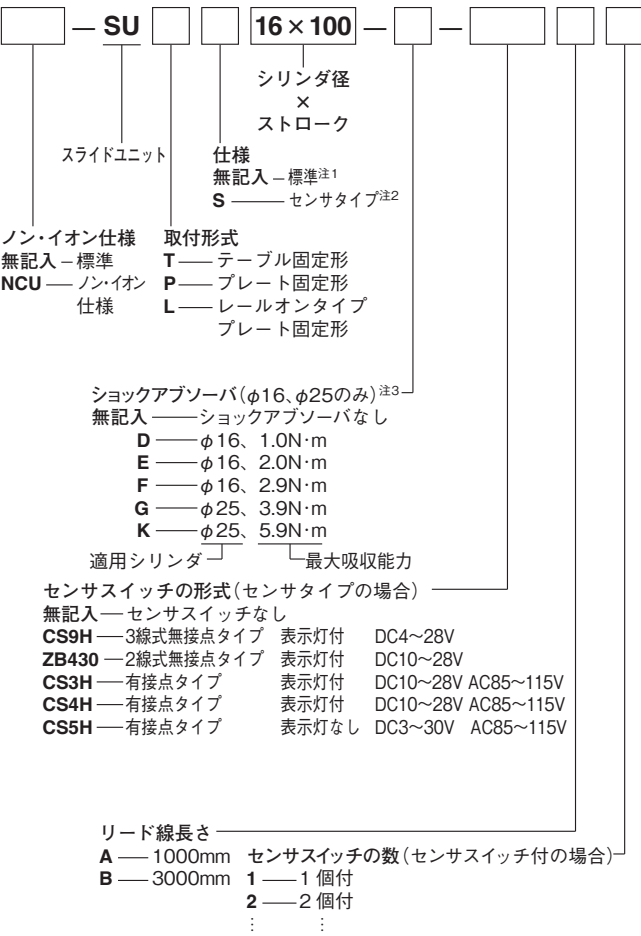 — SU 16×100 — —
シリンダ径
×
ストローク
スライドユニット
仕様
無記入 – 標準注1
S —— センサタイプ注2
ノン・イオン仕様
無記入 – 標準
NCU — ノン・イオン
仕様
取付形式
T —— テーブル固定形
P —— プレート固定形
L —— レールオンタイプ
プレート固定形
ショックアブソーバ(φ16、φ25のみ)注3
無記入 —— ショックアブソーバなし
D —— φ16、1.0N·m
E —— φ16、2.0N·m
F —— φ16、2.9N·m
G —— φ25、3.9N·m
K —— φ25、5.9N·m
適用シリンダ 最大吸収能力
センサスイッチの形式(センサタイプの場合)
無記入 — センサスイッチなし
CS9H — 3線式無接点タイプ 表示灯付 DC4〜28V
ZB430 — 2線式無接点タイプ 表示灯付 DC10〜28V
CS3H — 有接点タイプ 表示灯付 DC10〜28V AC85〜115V
CS4H — 有接点タイプ 表示灯付 DC10〜28V AC85〜115V
CS5H — 有接点タイプ 表示灯なし DC3〜30V AC85〜115V
リード線長さ
A — 1000mm
B — 3000mm
センサスイッチの数(センサスイッチ付の場合)
1 — 1個付
2 — 2個付
⋮ ⋮